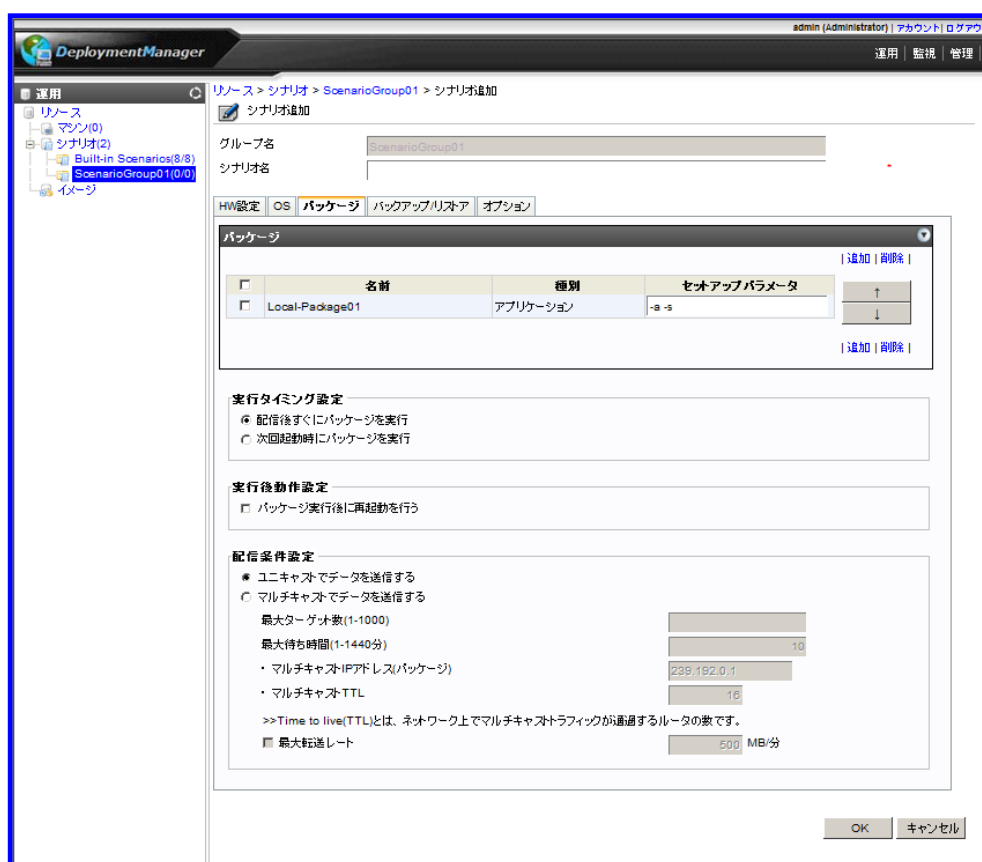 admin (Administrator) | アカウント | ログアウ
DeploymentManager
運用 | 監視 | 管理 |
運用
リソース
マシン(0)
シナリオ(2)
Built-in Scenarios(8/8)
ScenarioGroup01(0/0)
イメージ
リソース > シナリオ > ScenarioGroup01 > シナリオ追加
シナリオ追加
グループ名 ScenarioGroup01
シナリオ名 *
HW設定 OS パッケージ バックアップ/リストア オプション
パッケージ
| 追加 | 削除 |
名前 種別 セットアップパラメータ
Local-Package01 アプリケーション -a -s
↑
↓
| 追加 | 削除 |
実行タイミング設定
配信後すぐにパッケージを実行
次回起動時にパッケージを実行
実行後動作設定
パッケージ実行後に再起動を行う
配信条件設定
ユニキャストでデータを送信する
マルチキャストでデータを送信する
最大ターゲット数(1-1000)
最大待ち時間(1-1440分) 10
・ マルチキャストIPアドレス(パッケージ) 239.192.0.1
・ マルチキャストTTL 16
>>Time to live(TTL)とは、ネットワーク上でマルチキャストトラフィックが通過するルータの数です。
最大転送レート 500 MB/分
OK キャンセル